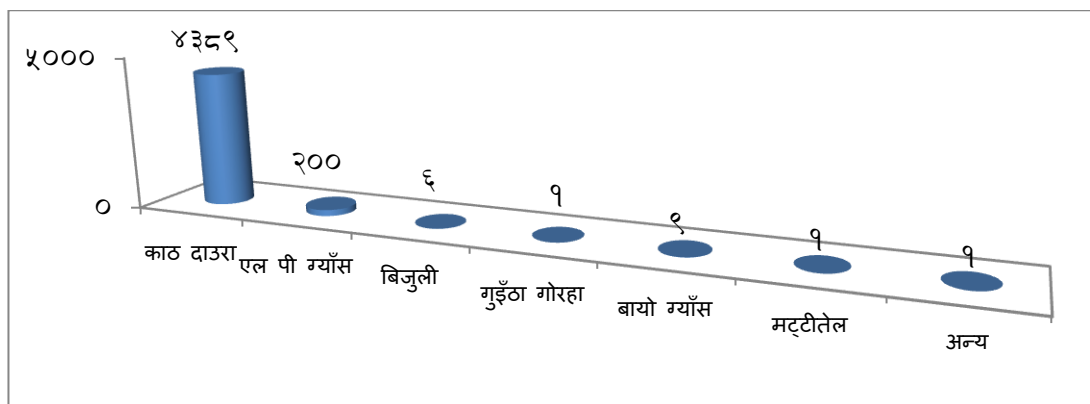 ५०००
०
४३८९
२००
६
१
९
१
१
काठ दाउरा
एल पी ग्याँस
बिजुली
गुइँठा गोरहा
बायो ग्याँस
मट्टीतेल
अन्य